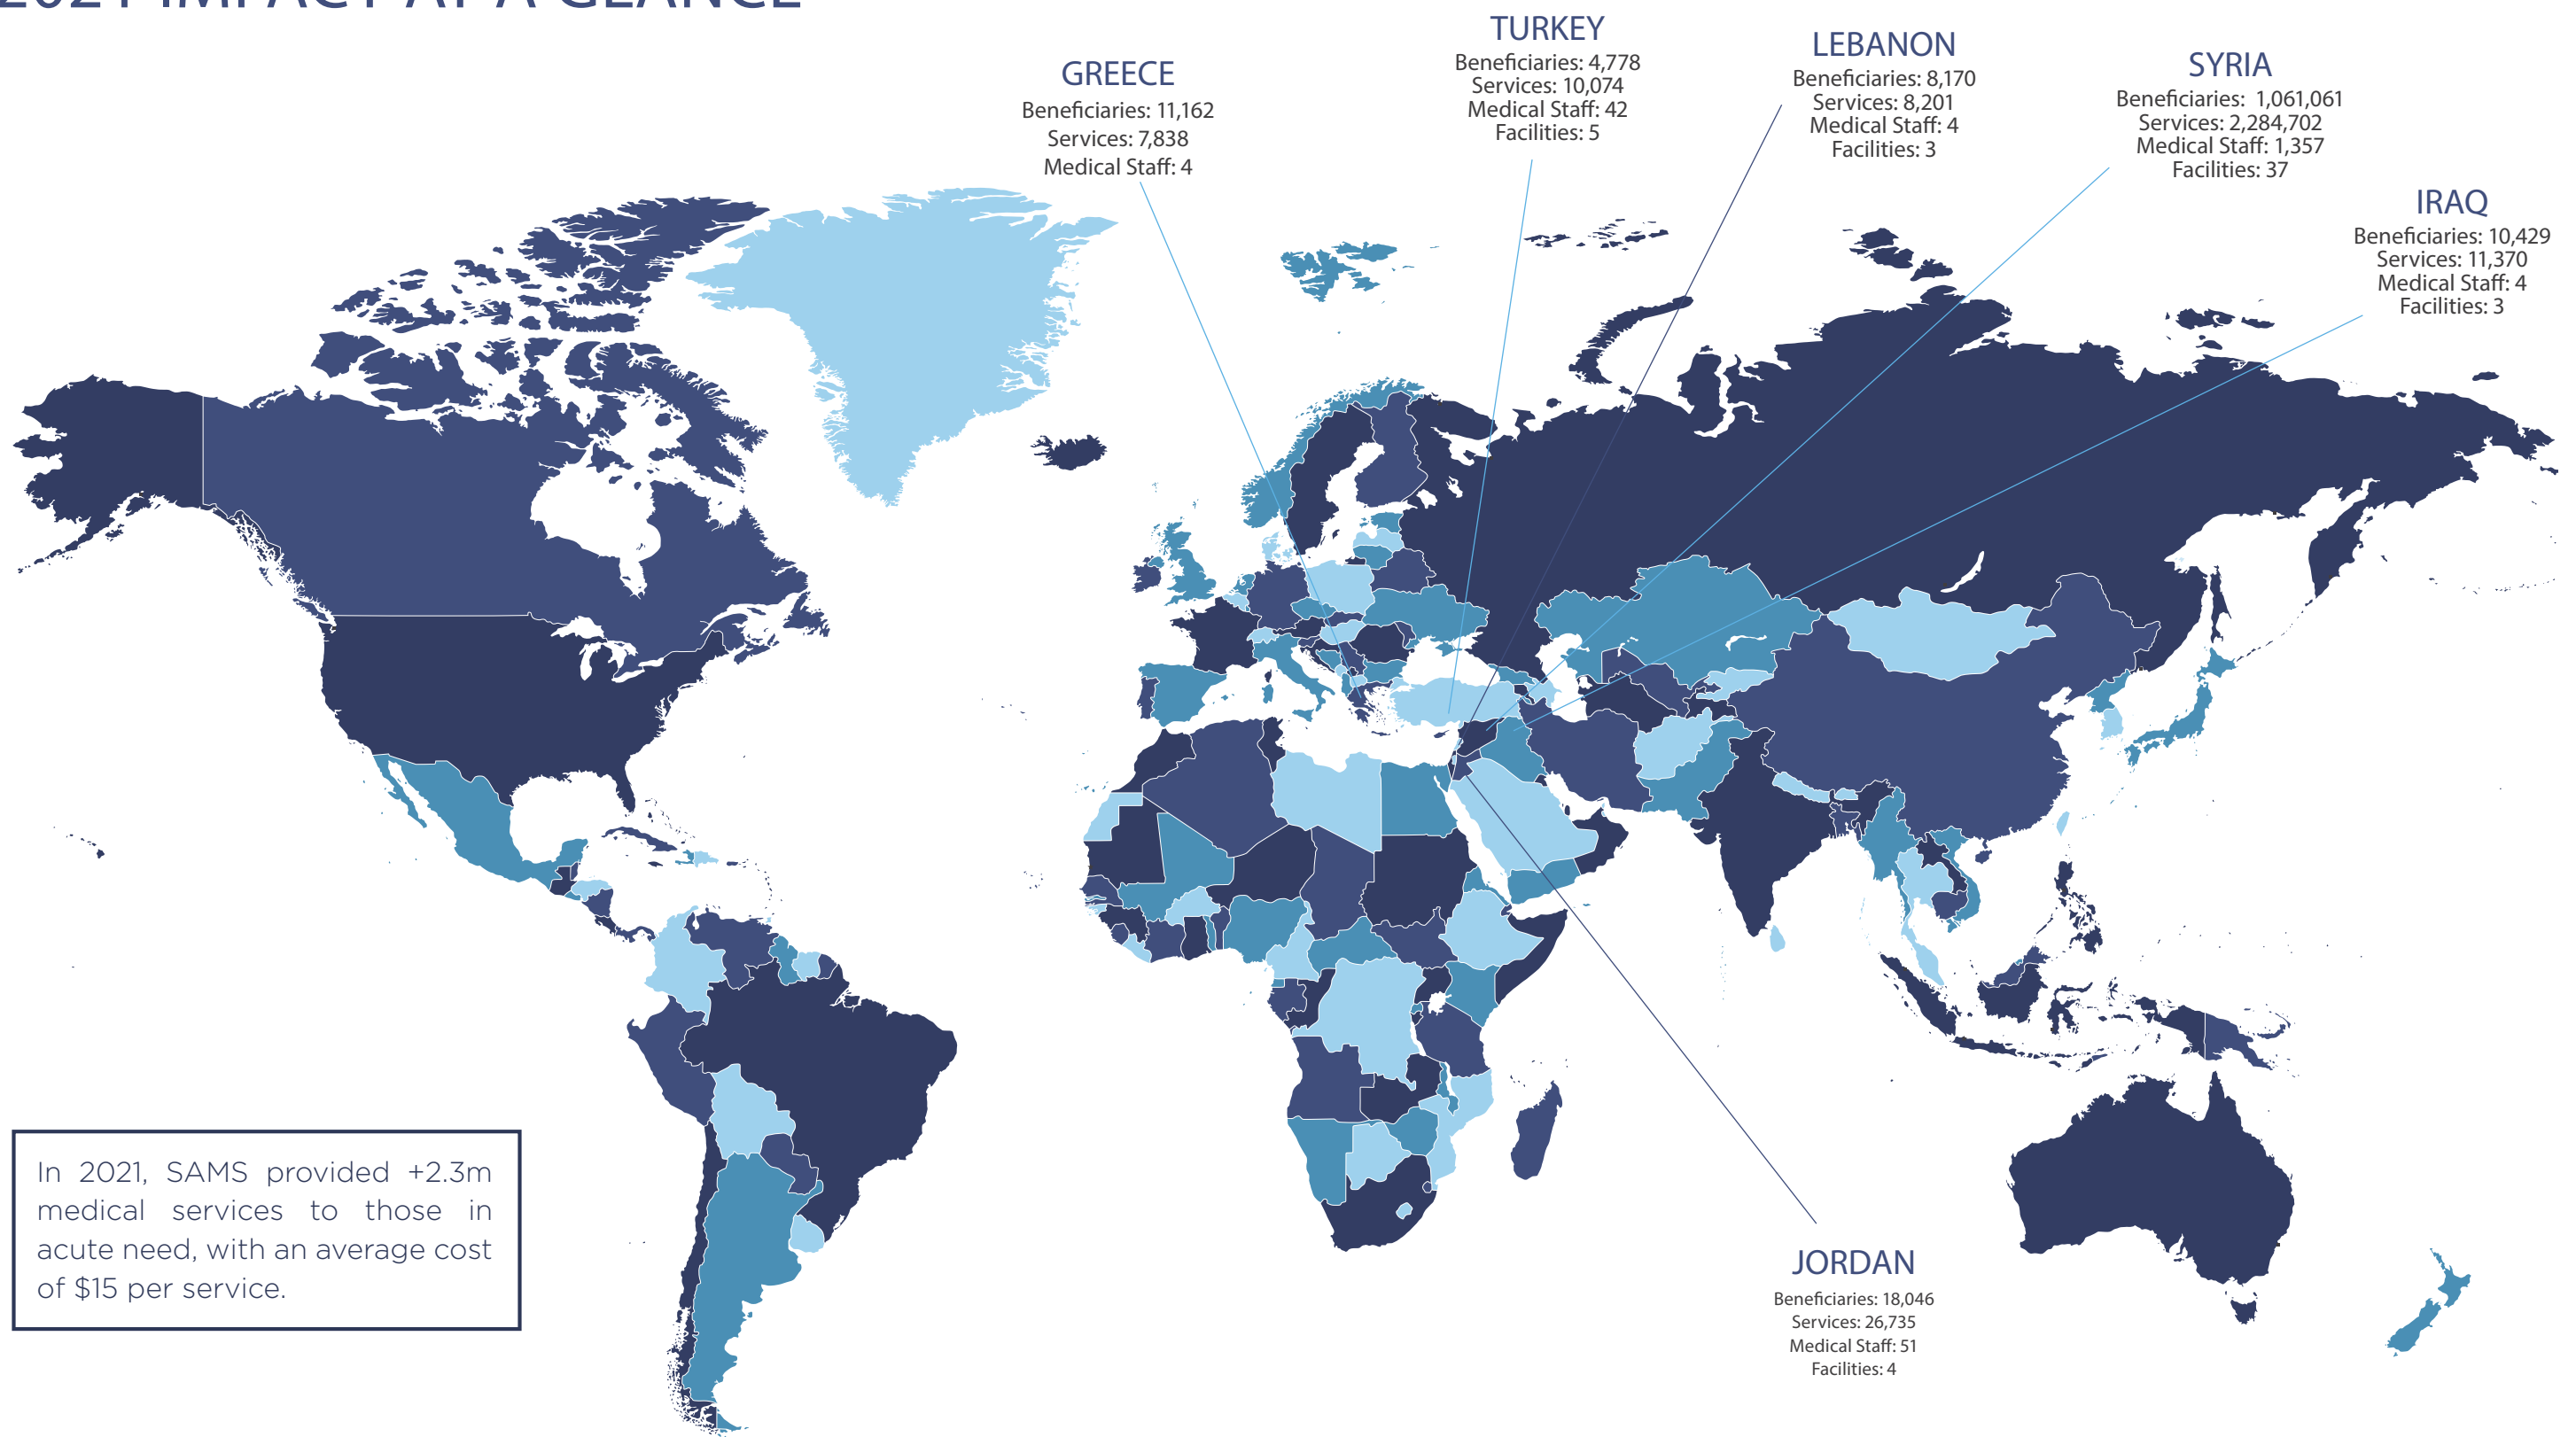 2021 IMPACT AT A GLANCE
GREECE
Beneficiaries: 11,162
Services: 7,838
Medical Staff: 4
TURKEY
Beneficiaries: 4,778
Services: 10,074
Medical Staff: 42
Facilities: 5
LEBANON
Beneficiaries: 8,170
Services: 8,201
Medical Staff: 4
Facilities: 3
SYRIA
Beneficiaries: 1,061,061
Services: 2,284,702
Medical Staff: 1,357
Facilities: 37
IRAQ
Beneficiaries: 10,429
Services: 11,370
Medical Staff: 4
Facilities: 3
In 2021, SAMS provided +2.3m
medical services to those in
acute need, with an average cost
of $15 per service.
JORDAN
Beneficiaries: 18,046
Services: 26,735
Medical Staff: 51
Facilities: 4